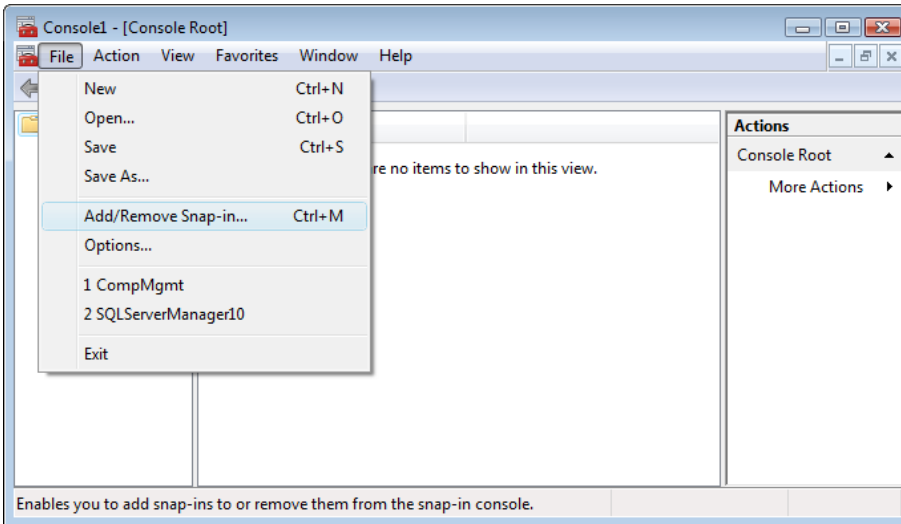 Console1 - [Console Root]
File Action View Favorites Window Help
New Ctrl+N
Open... Ctrl+O
Save Ctrl+S
Save As...
Add/Remove Snap-in... Ctrl+M
Options...
1 CompMgmt
2 SQLServerManager10
Exit
re no items to show in this view.
Actions
Console Root
More Actions
Enables you to add snap-ins to or remove them from the snap-in console.